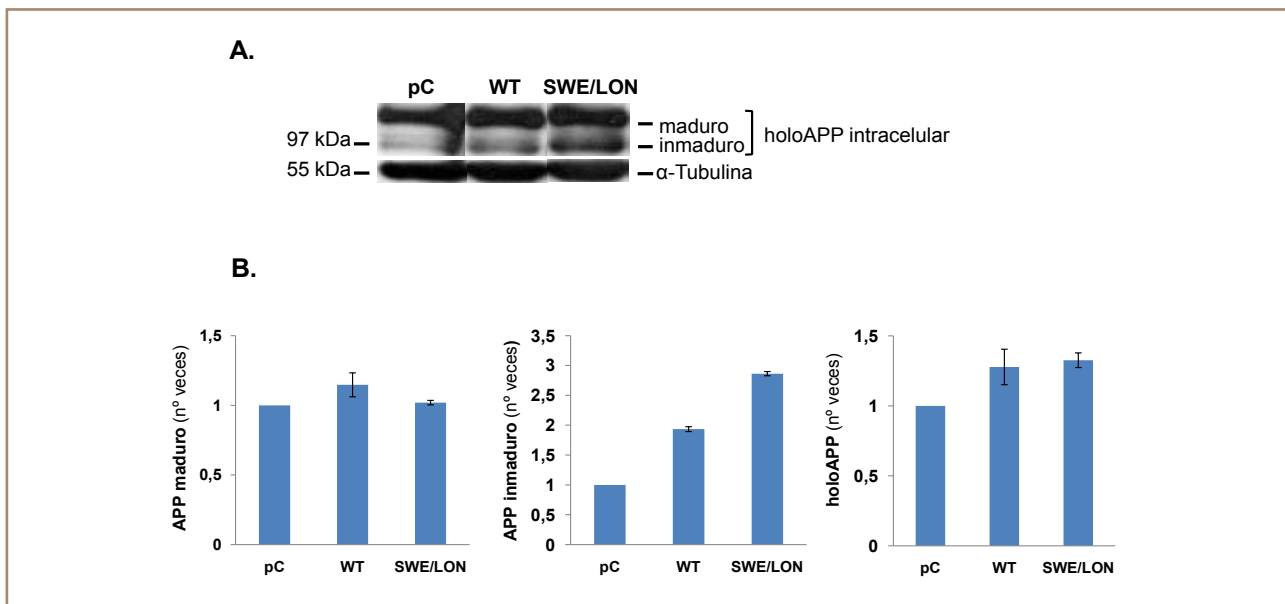 A.
pC WT SWE/LON
maduro
97 kDa inmaduro holoAPP intracelular
55 kDa α-Tubulina
B.
APP maduro (nº veces)
1,5
1
0,5
0
pC WT SWE/LON
APP inmaduro (nº veces)
3,5
3
2,5
2
1,5
1
0,5
0
pC WT SWE/LON
holoAPP (nº veces)
1,5
1
0,5
0
pC WT SWE/LON